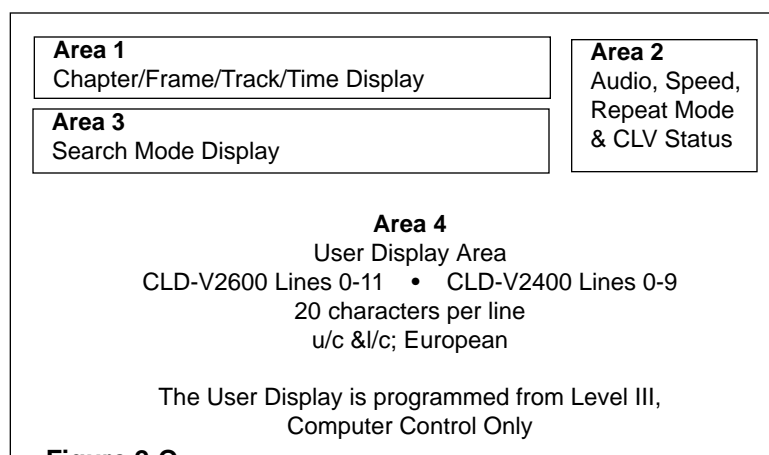 Area 1
Chapter/Frame/Track/Time Display
Area 2
Audio, Speed,
Repeat Mode
& CLV Status
Area 3
Search Mode Display
Area 4
User Display Area
CLD-V2600 Lines 0-11 • CLD-V2400 Lines 0-9
20 characters per line
u/c &l/c; European
The User Display is programmed from Level III,
Computer Control Only